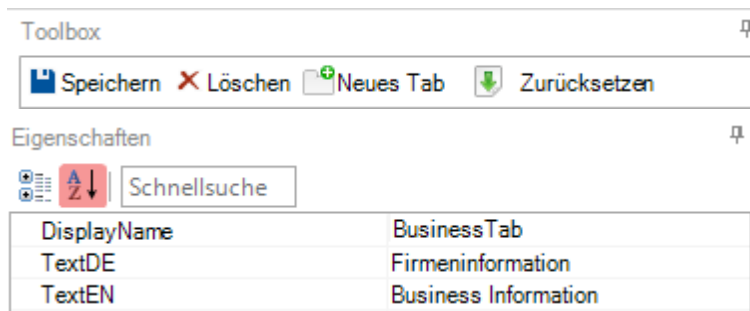 Toolbox
Speichern Löschen Neues Tab Zurücksetzen
Eigenschaften
A Z Schnellsuche
DisplayName BusinessTab
TextDE Firmeninformation
TextEN Business Information